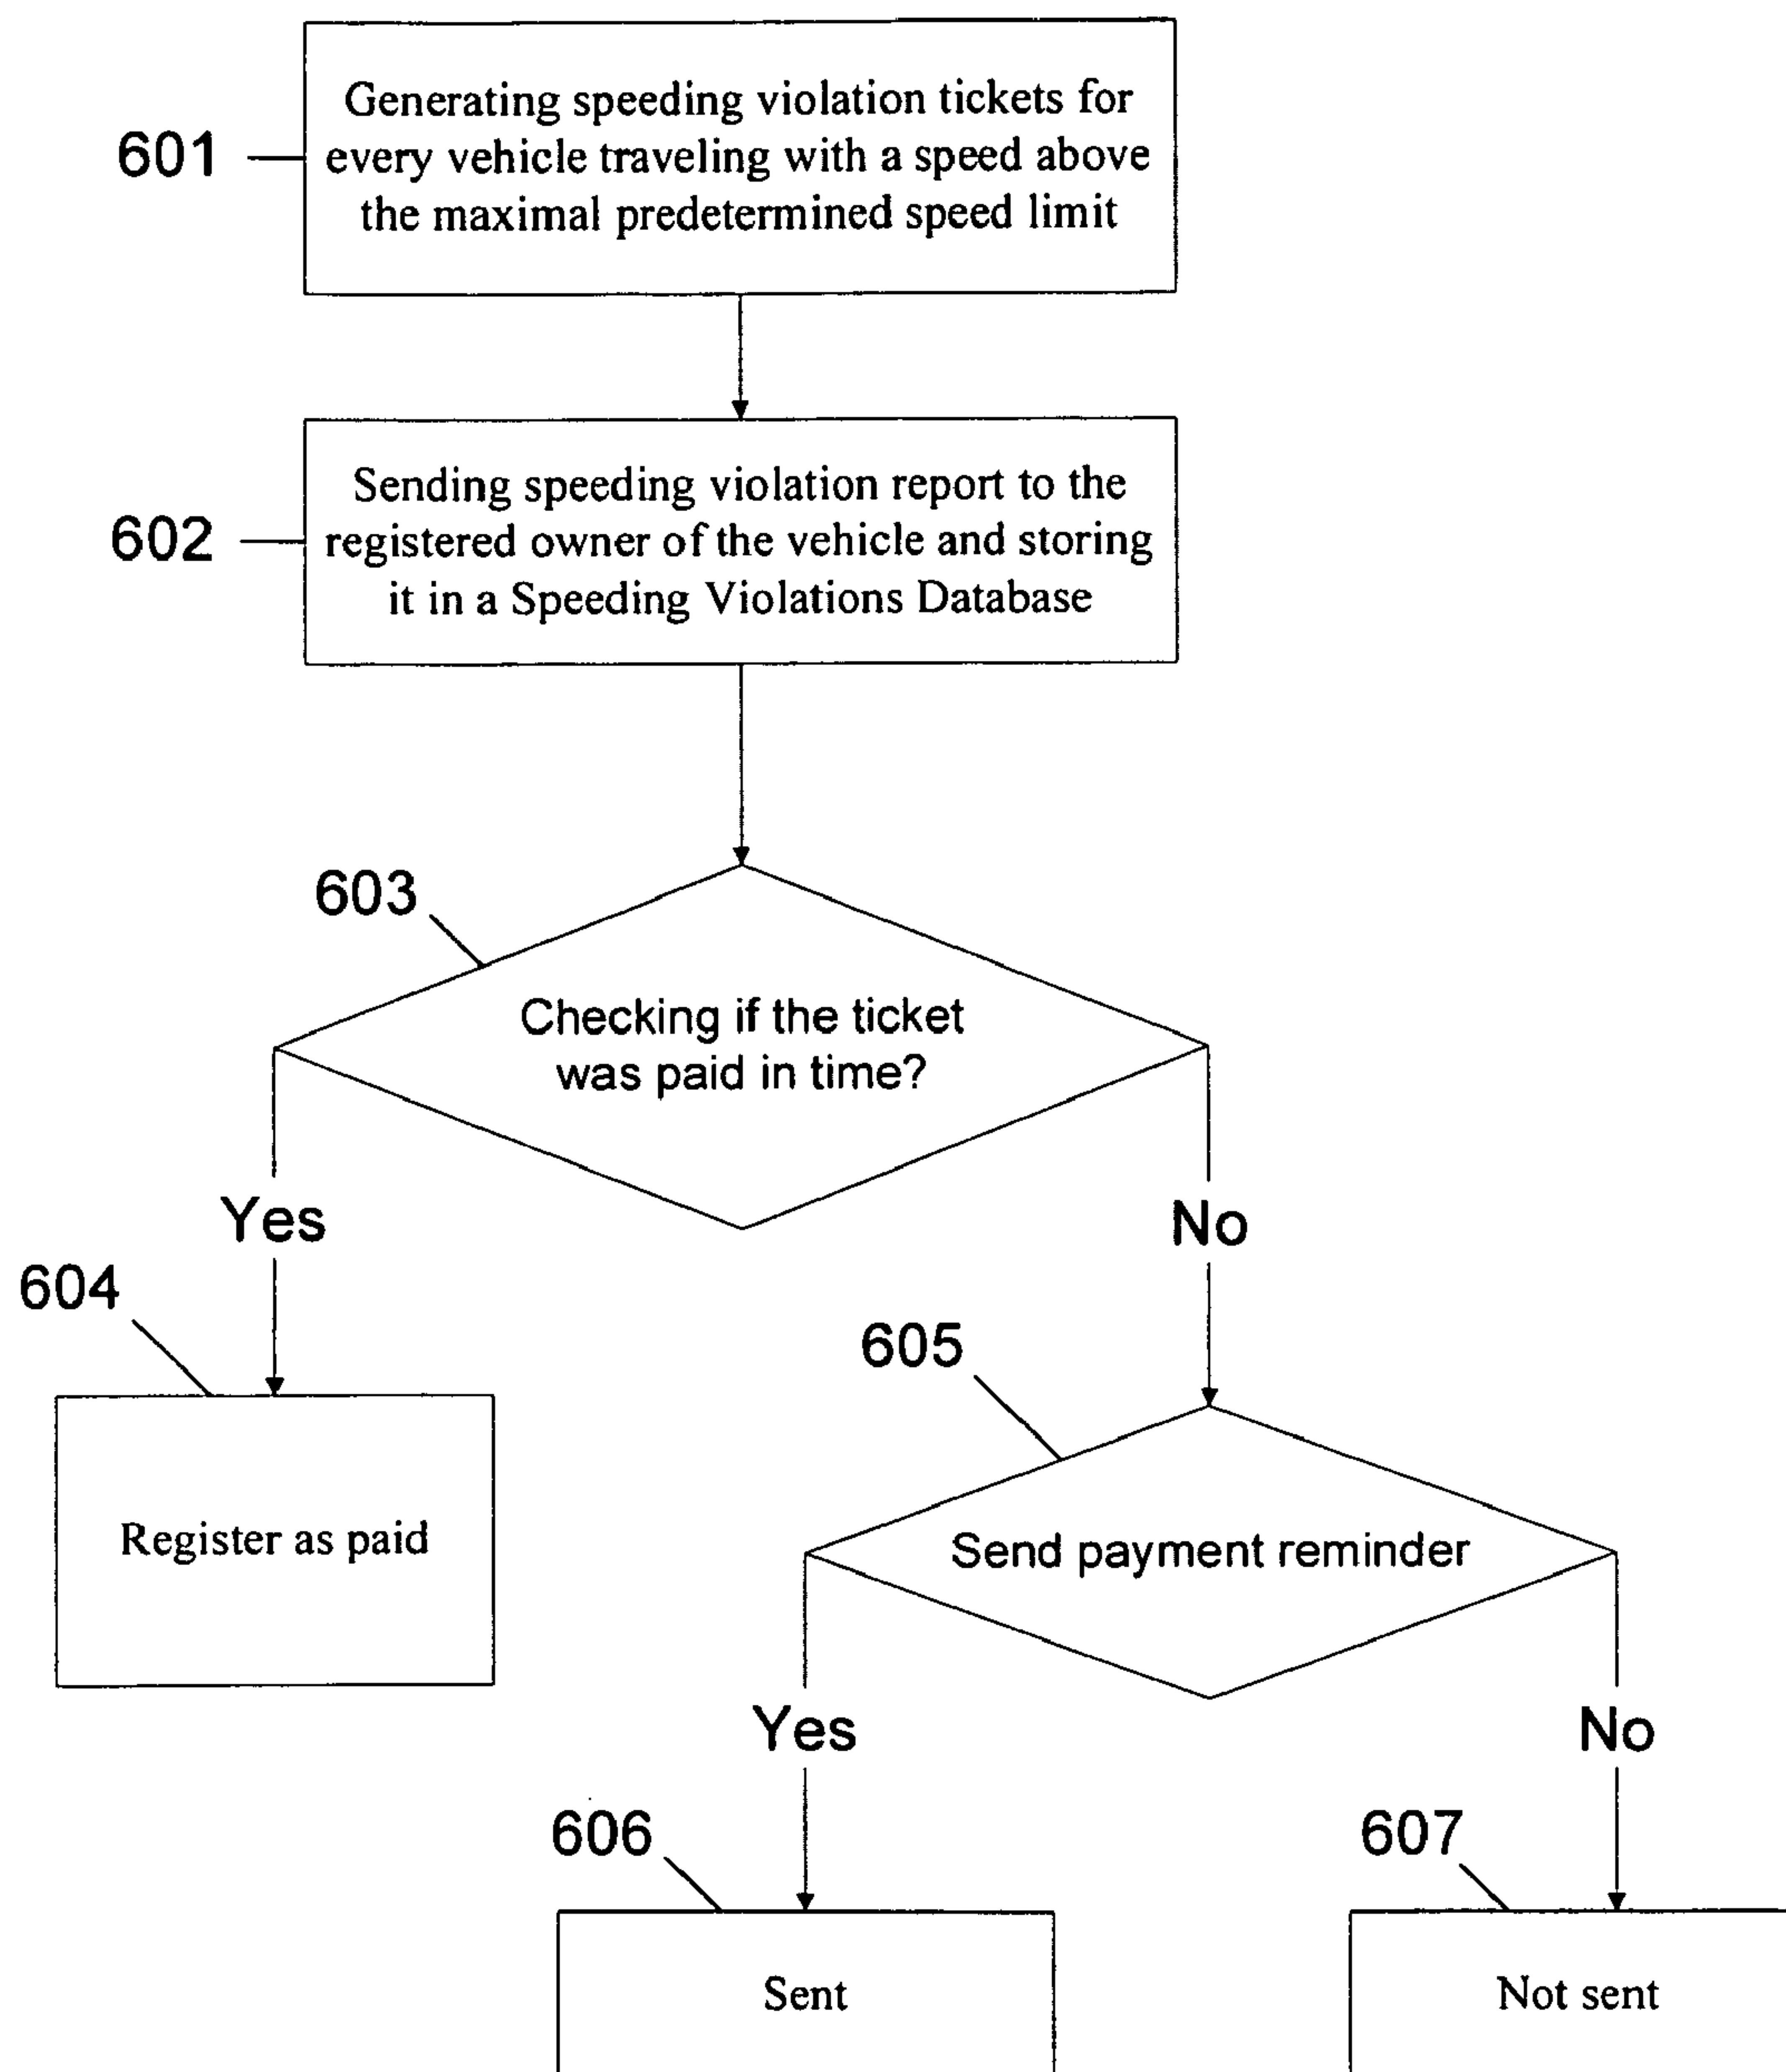 601
Generating speeding violation tickets for
every vehicle traveling with a speed above
the maximal predetermined speed limit
602
Sending speeding violation report to the
registered owner of the vehicle and storing
it in a Speeding Violations Database
603
Checking if the ticket
was paid in time?
Yes
No
604
605
Register as paid
Send payment reminder
Yes
No
606
607
Sent
Not sent